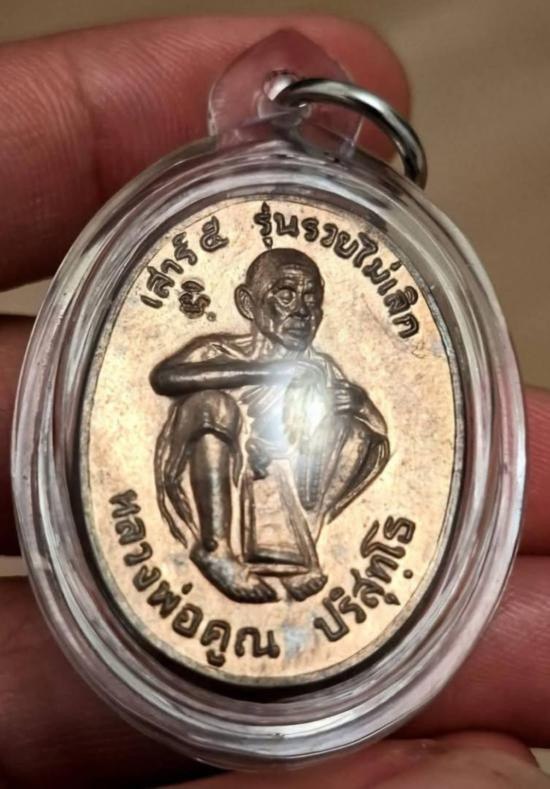 เสาร์ ๕ รุ่นรวยไม่เลิก
หลวงพ่อคูณ ปริสุทฺโธ